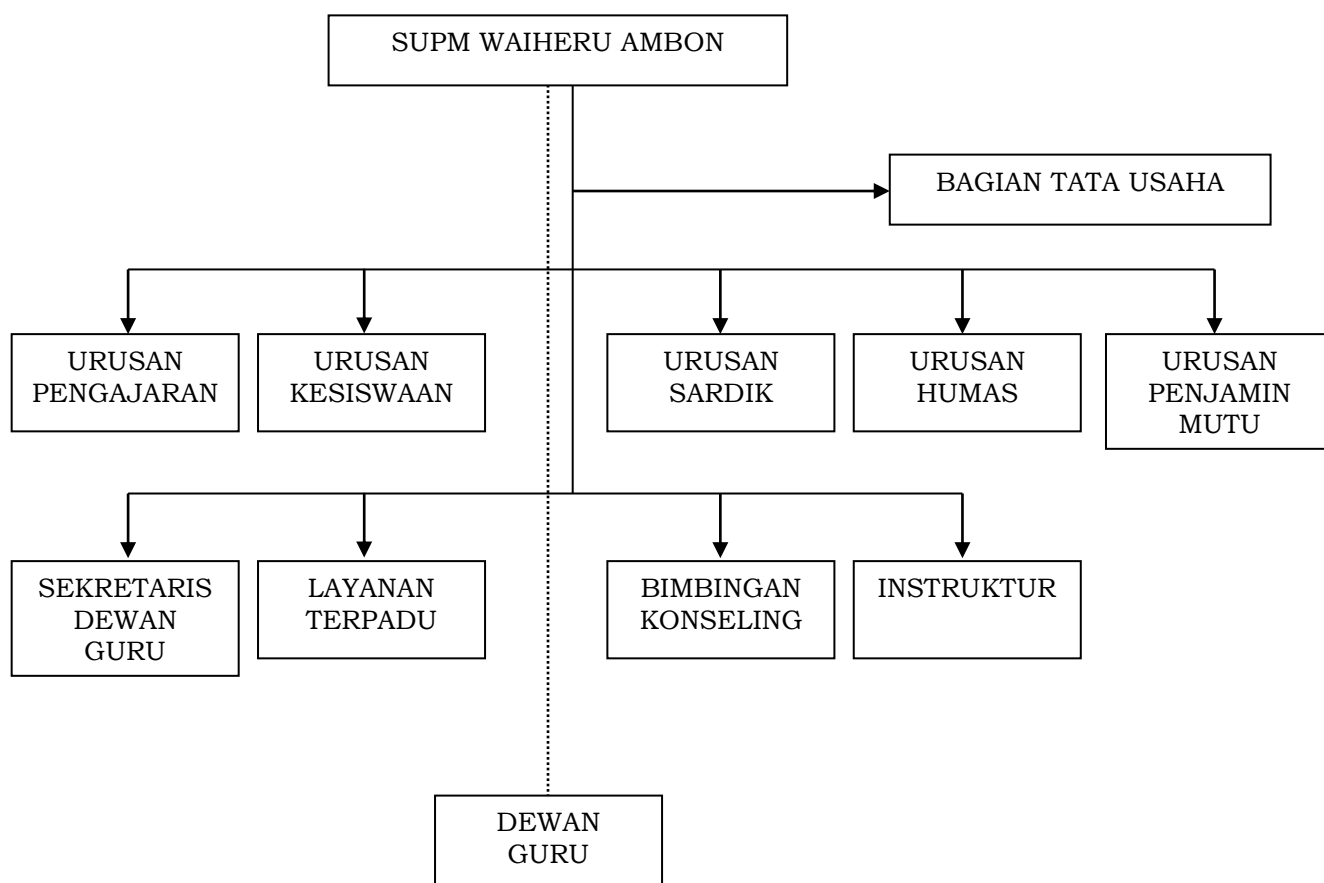 SUPM WAIHERU AMBON
BAGIAN TATA USAHA
URUSAN
PENGAJARAN
URUSAN
KESISWAAN
URUSAN
SARDIK
URUSAN
HUMAS
URUSAN
PENJAMIN
MUTU
SEKRETARIS
DEWAN
GURU
LAYANAN
TERPADU
BIMBINGAN
KONSELING
INSTRUKTUR
DEWAN
GURU